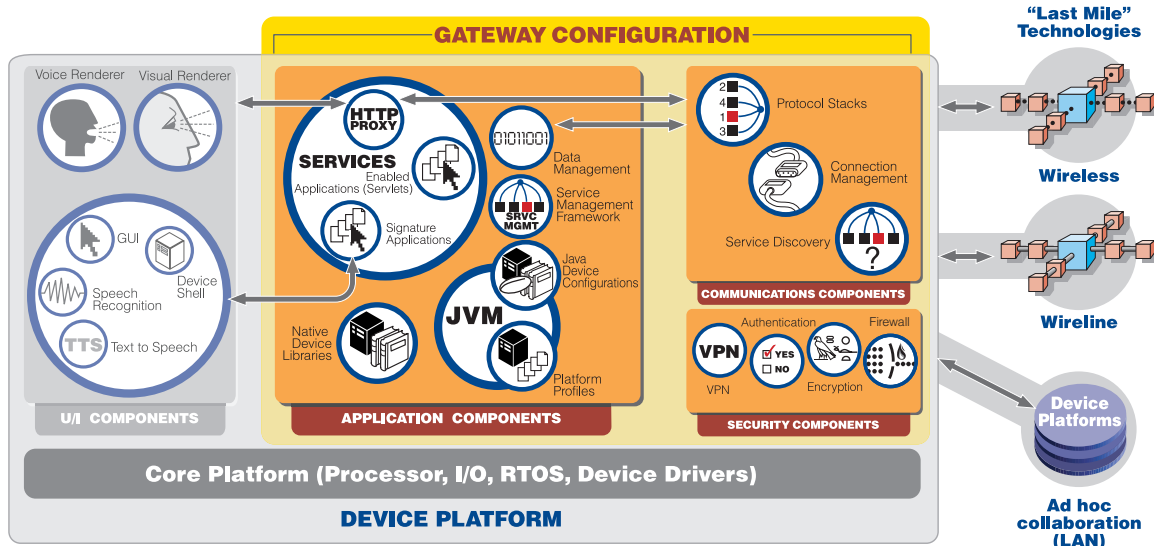 GATEWAY CONFIGURATION
Voice Renderer
Visual Renderer
GUI
Device
Shell
Speech
Recognition
TTS
Text to Speech
U/I COMPONENTS
HTTP
PROXY
SERVICES
Enabled
Applications (Servlets)
Signature
Applications
01011001
Data
Management
SRVC
MGMT
Service
Management
Framework
Java
Device
Configurations
JVM
Native
Device
Libraries
Platform
Profiles
APPLICATION COMPONENTS
2
4
1
3
Protocol Stacks
Connection
Management
Service Discovery
?
COMMUNICATIONS COMPONENTS
VPN
VPN
Authentication
YES
NO
Encryption
Firewall
SECURITY COMPONENTS
Core Platform (Processor, I/O, RTOS, Device Drivers)
DEVICE PLATFORM
“Last Mile”
Technologies
Wireless
Wireline
Device
Platforms
Ad hoc
collaboration
(LAN)